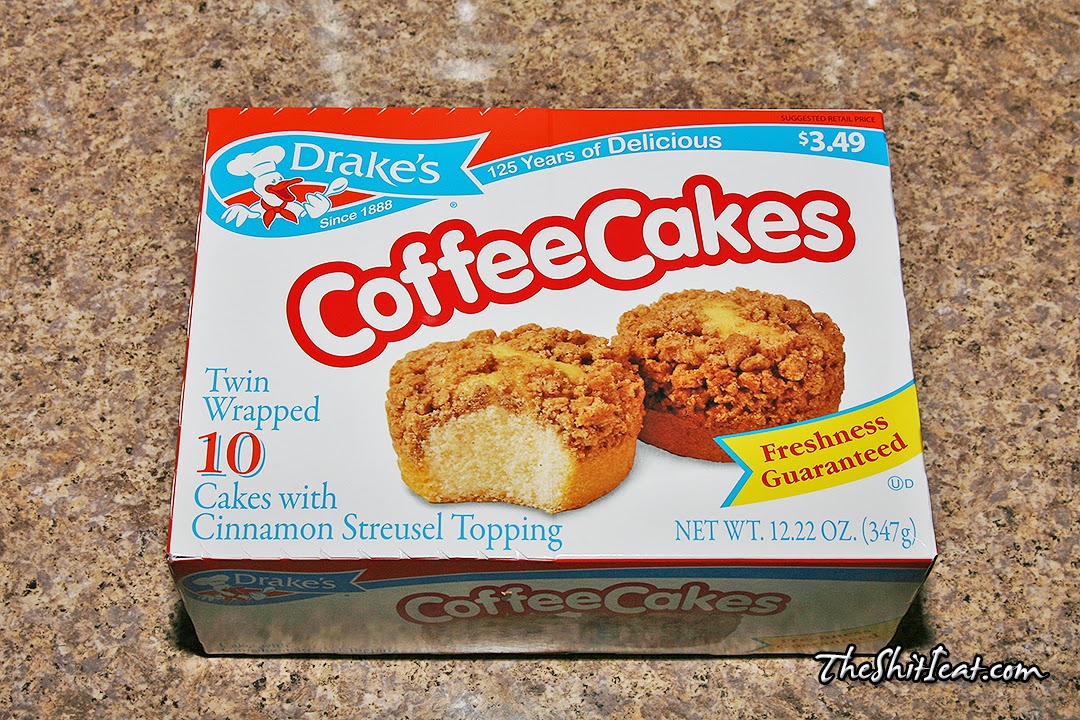 SUGGESTED RETAIL PRICE
$3.49
Drake's
Since 1888
®
125 Years of Delicious
CoffeeCakes
Twin
Wrapped
10
Cakes with
Cinnamon Streusel Topping
Freshness
Guaranteed
Ⓤ D
NET WT. 12.22 OZ. (347g)
Drake's
CoffeeCakes
TheShitIeat.com